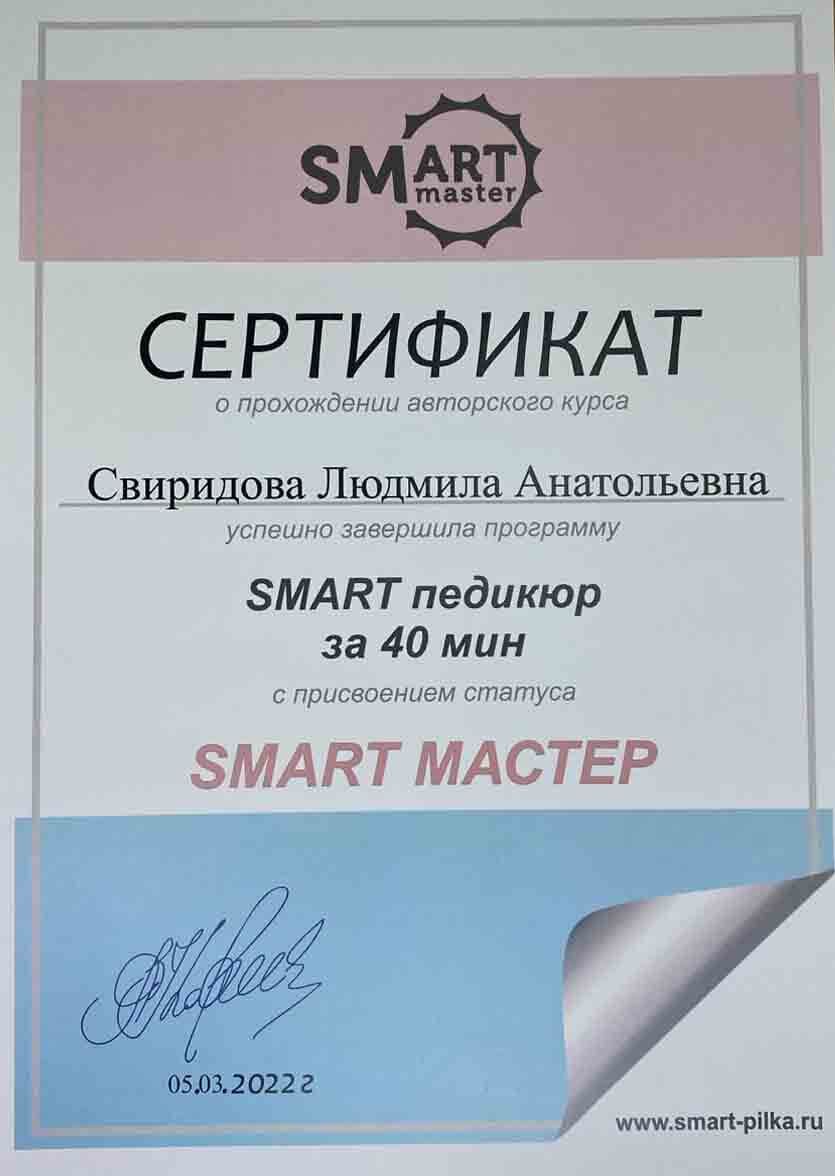 SMART
master
СЕРТИФИКАТ
о прохождении авторского курса
Свиридова Людмила Анатольевна
успешно завершила программу
SMART педикюр
за 40 мин
с присвоением статуса
SMART МАСТЕР
05.03.2022г
www.smart-pilka.ru